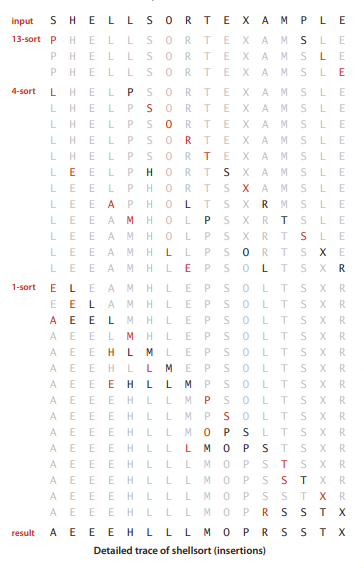 input S H E L L S O R T E X A M P L E
13-sort P H E L L S O R T E X A M S L E
P H E L L S O R T E X A M S L E
P H E L L S O R T E X A M S L E
4-sort L H E L P S O R T E X A M S L E
L H E L P S O R T E X A M S L E
L H E L P S O R T E X A M S L E
L H E L P S O R T E X A M S L E
L H E L P S O R T E X A M S L E
L E E L P H O R T S X A M S L E
L E E L P H O R T S X A M S L E
L E E A P H O L T S X R M S L E
L E E A M H O L P S X R T S L E
L E E A M H O L P S X R T S L E
L E E A M H L L P S O R T S X E
L E E A M H L E P S O L T S X R
1-sort E L E A M H L E P S O L T S X R
E E L A M H L E P S O L T S X R
A E E L M H L E P S O L T S X R
A E E L M H L E P S O L T S X R
A E E H L M L E P S O L T S X R
A E E H L L M E P S O L T S X R
A E E E H L L M P S O L T S X R
A E E E H L L M P S O L T S X R
A E E E H L L M P S O L T S X R
A E E E H L L M O P S L T S X R
A E E E H L L L M O P S T S X R
A E E E H L L L M O P S T S X R
A E E E H L L L M O P S S T X R
A E E E H L L L M O P S S T X R
A E E E H L L L M O P R S S T X
result A E E E H L L L M O P R S S T X
Detailed trace of shellsort (insertions)